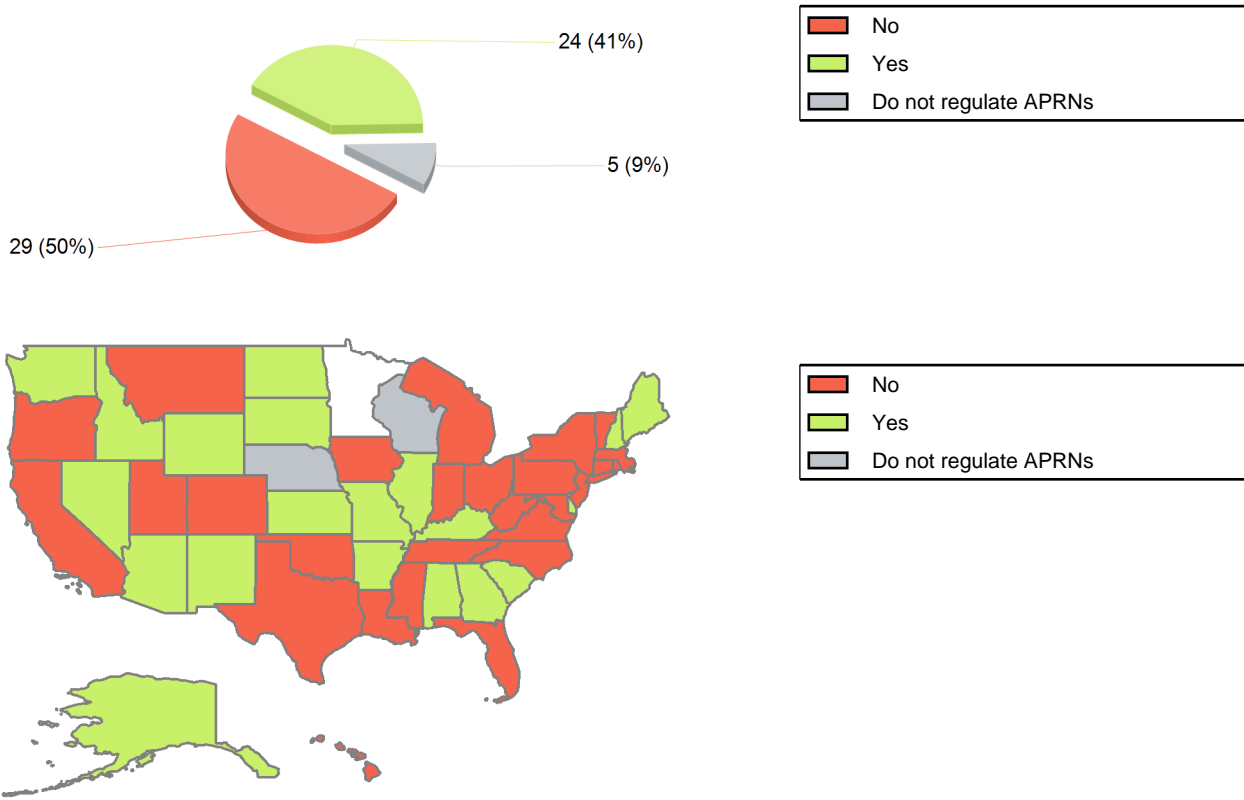 24 (41%)
5 (9%)
29 (50%)
No
Yes
Do not regulate APRNs
No
Yes
Do not regulate APRNs